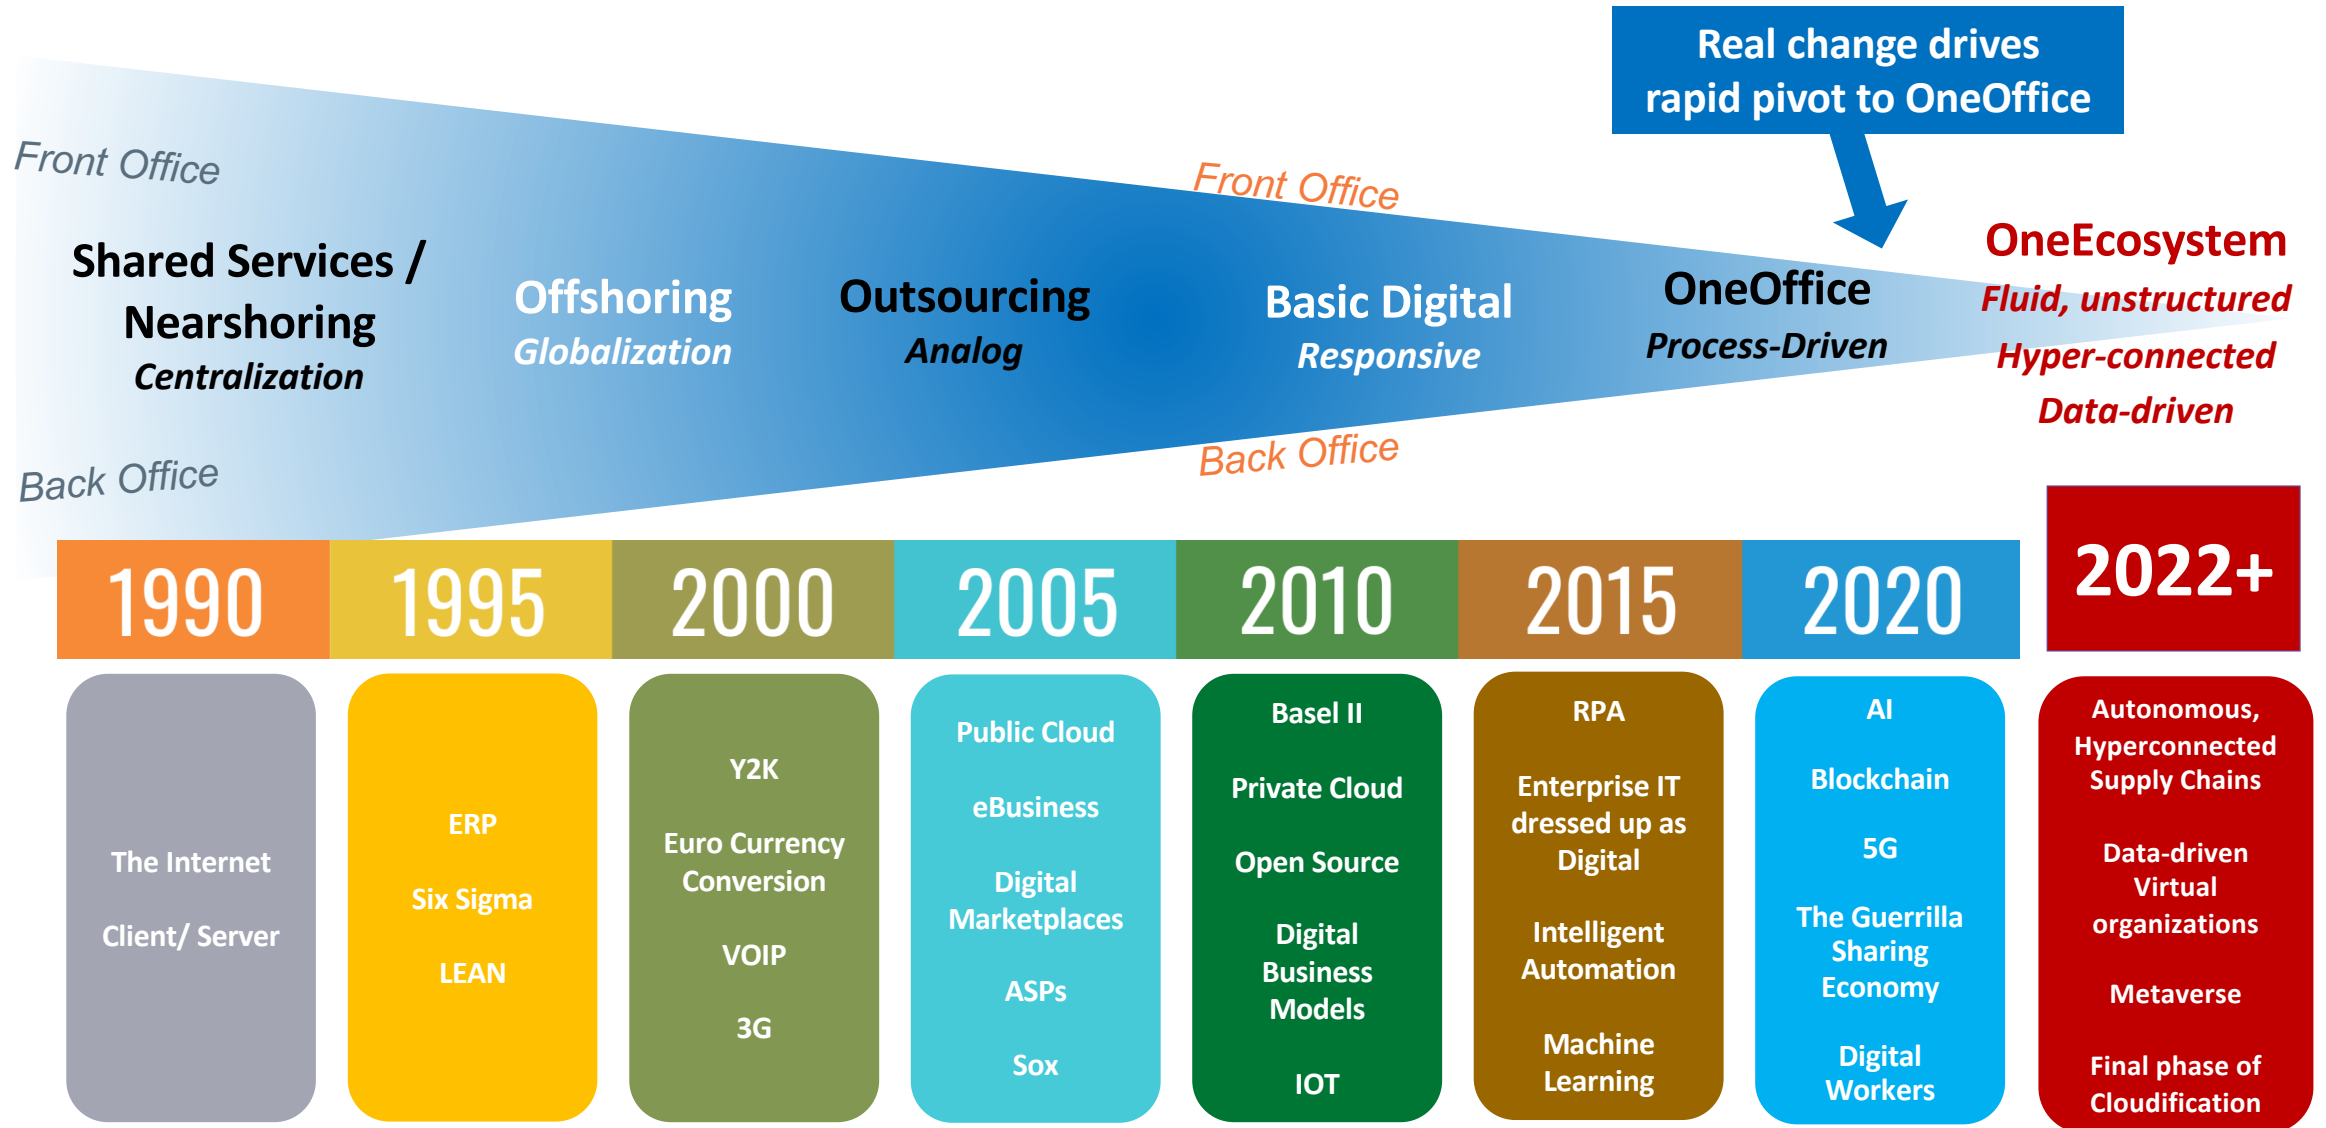 Real change drives
rapid pivot to OneOffice
Front Office
Front Office
Shared Services /
Nearshoring
Centralization
Offshoring
Globalization
Outsourcing
Analog
Basic Digital
Responsive
OneOffice
Process-Driven
OneEcosystem
Fluid, unstructured
Hyper-connected
Data-driven
Back Office
Back Office
1990
1995
2000
2005
2010
2015
2020
2022+
The Internet
Client/ Server
ERP
Six Sigma
LEAN
Y2K
Euro Currency
Conversion
VOIP
3G
Public Cloud
eBusiness
Digital
Marketplaces
ASPs
Sox
Basel II
Private Cloud
Open Source
Digital
Business
Models
IOT
RPA
Enterprise IT
dressed up as
Digital
Intelligent
Automation
Machine
Learning
AI
Blockchain
5G
The Guerrilla
Sharing
Economy
Digital
Workers
Autonomous,
Hyperconnected
Supply Chains
Data-driven
Virtual
organizations
Metaverse
Final phase of
Cloudification